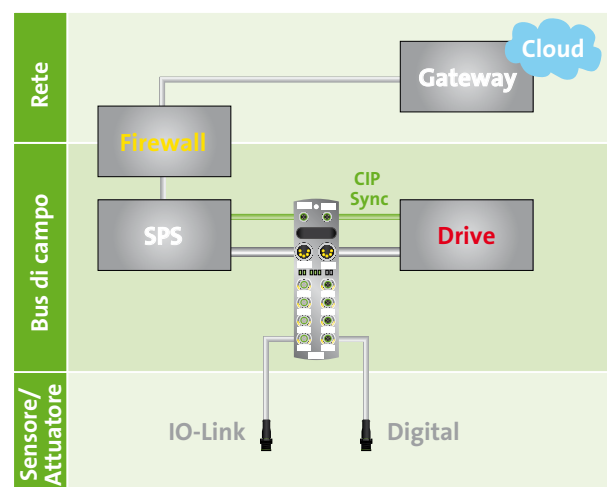 Rete
Cloud
Gateway
Firewall
Bus di campo
CIP
Sync
SPS
Drive
Sensore/
Attuatore
IO-Link
Digital